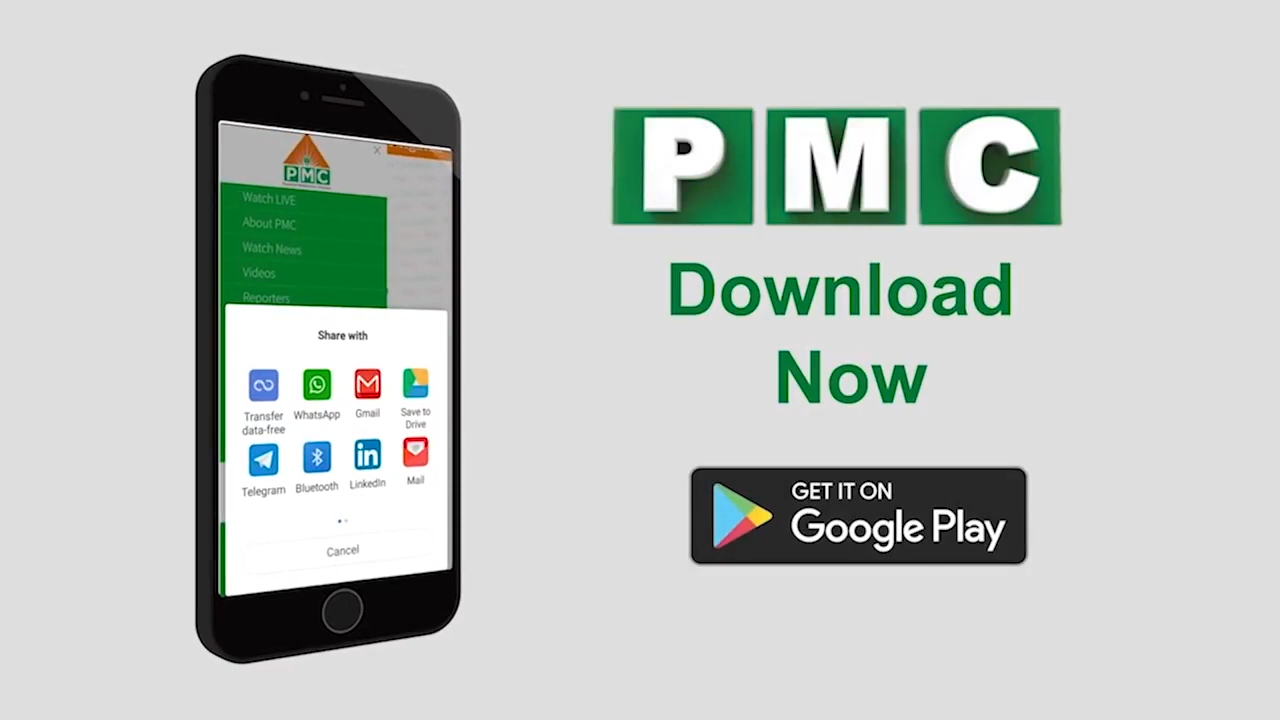 PMC
Watch LIVE
About PMC
Watch News
Videos
Reporters
Share with
Transfer data-free
WhatsApp
Gmail
Save to Drive
Telegram
Bluetooth
LinkedIn
Mail
Cancel
P M C
Download
Now
GET IT ON
Google Play